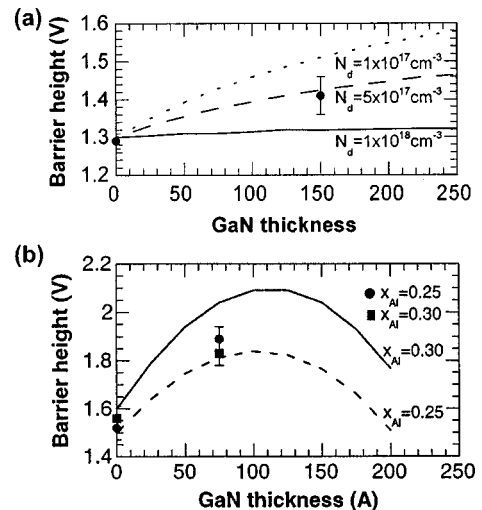 (a)
Barrier height (V)
1.6
1.5
1.4
1.3
1.2
N_d=1x10^17cm^-3
N_d=5x10^17cm^-3
N_d=1x10^18cm^-3
0 50 100 150 200 250
GaN thickness
(b)
Barrier height (V)
2.2
2.0
1.8
1.6
1.4
x_Al=0.25
x_Al=0.30
x_Al=0.30
x_Al=0.25
0 50 100 150 200 250
GaN thickness (A)